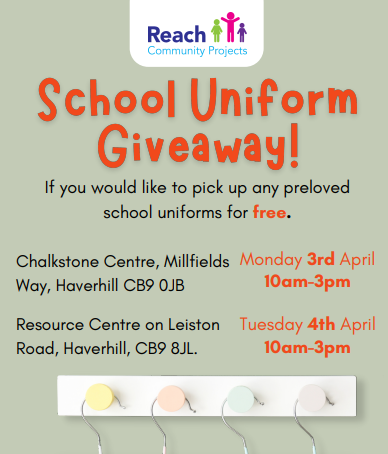 Reach
Community Projects
School Uniform
Giveaway!
If you would like to pick up any preloved
school uniforms for free.
Chalkstone Centre, Millfields
Way, Haverhill CB9 0JB
Monday 3rd April
10am-3pm
Resource Centre on Leiston
Road, Haverhill, CB9 8JL.
Tuesday 4th April
10am-3pm